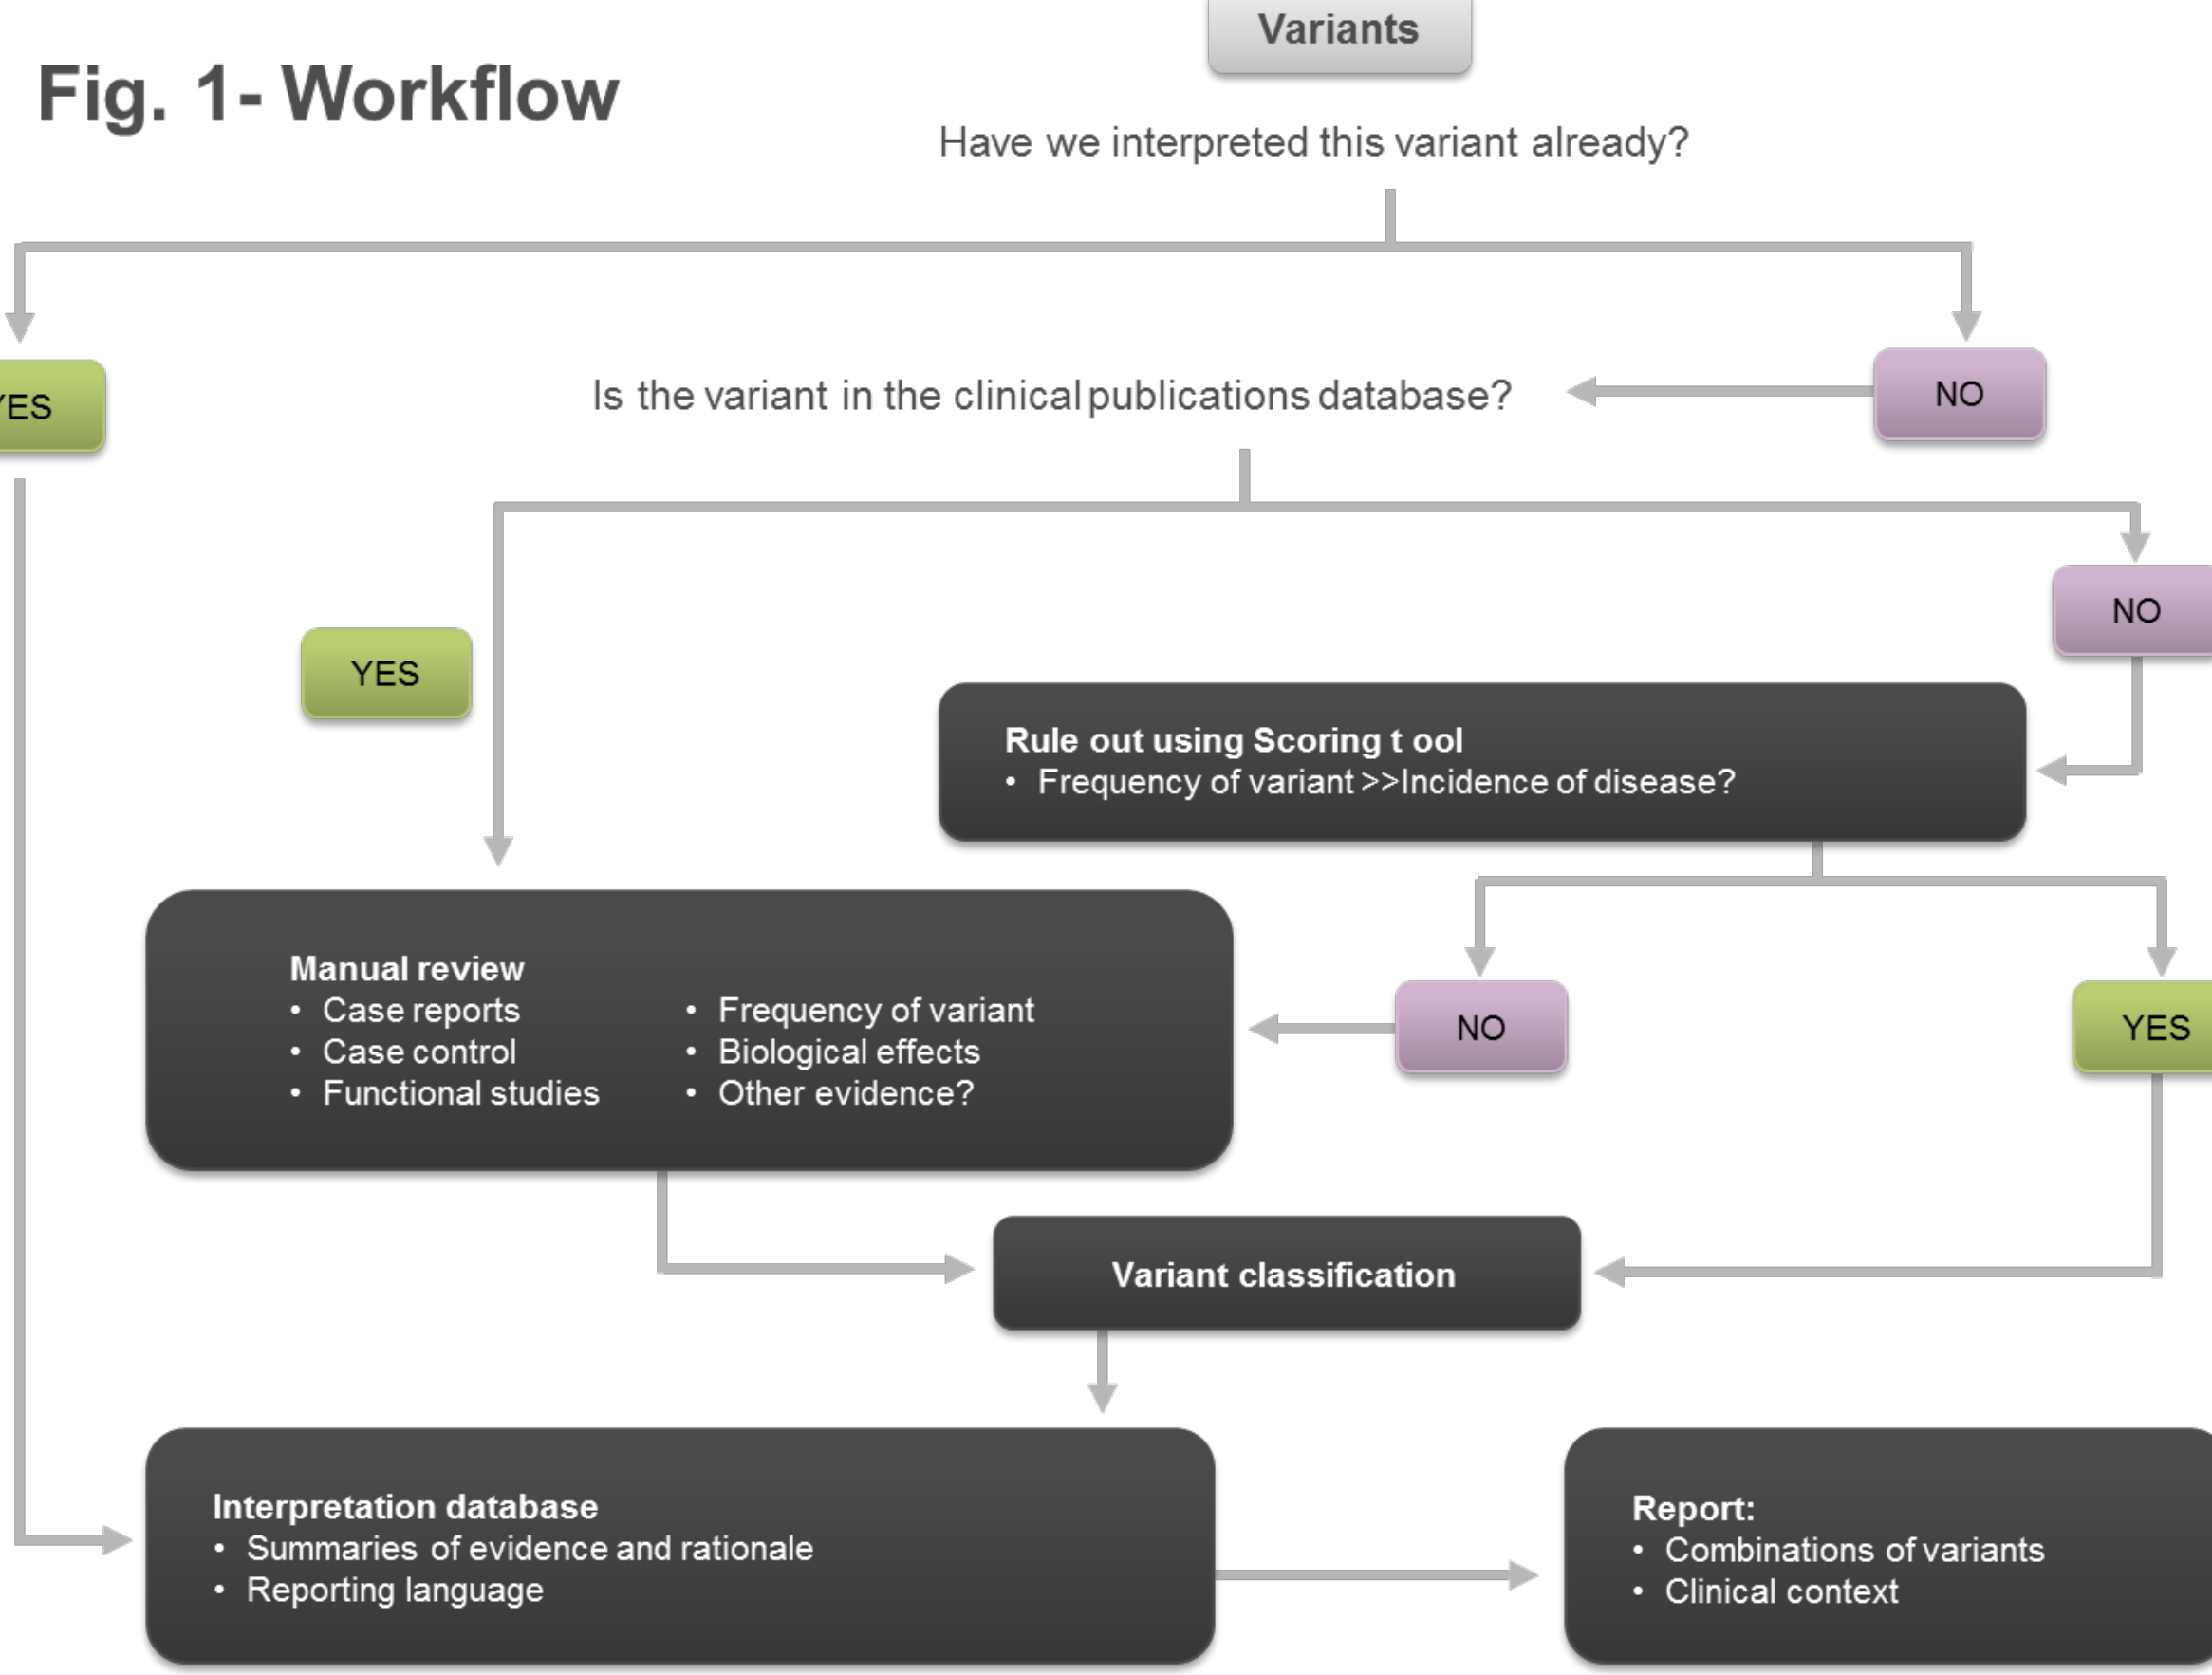 Variants
Fig. 1- Workflow
Have we interpreted this variant already?
YES
Is the variant in the clinical publications database?
NO
NO
YES
Rule out using Scoring t ool
• Frequency of variant >>Incidence of disease?
Manual review
• Case reports
• Case control
• Functional studies
• Frequency of variant
• Biological effects
• Other evidence?
NO
YES
Variant classification
Interpretation database
• Summaries of evidence and rationale
• Reporting language
Report:
• Combinations of variants
• Clinical context